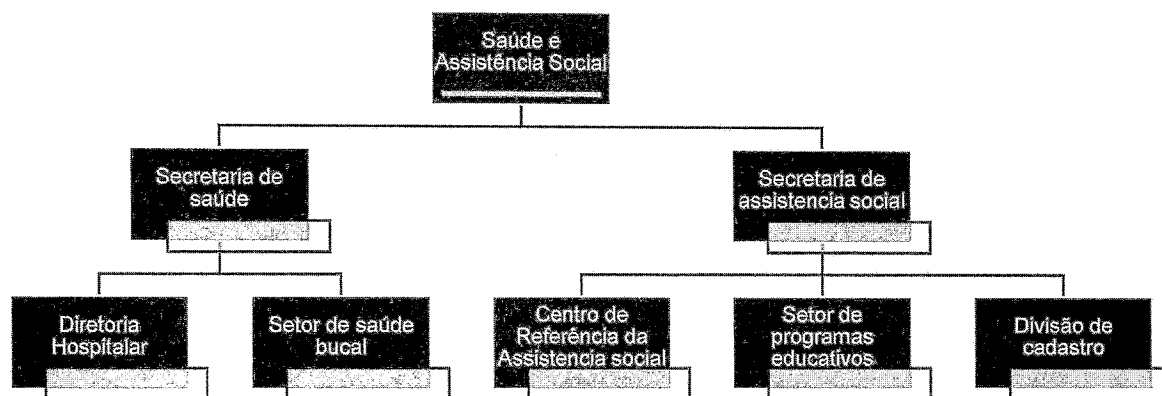 Saúde e
Assistência Social
Secretaria de
saúde
Secretaria de
assistencia social
Diretoria
Hospitalar
Setor de saúde
bucal
Centro de
Referência da
Assistencia social
Setor de
programas
educativos
Divisão de
cadastro